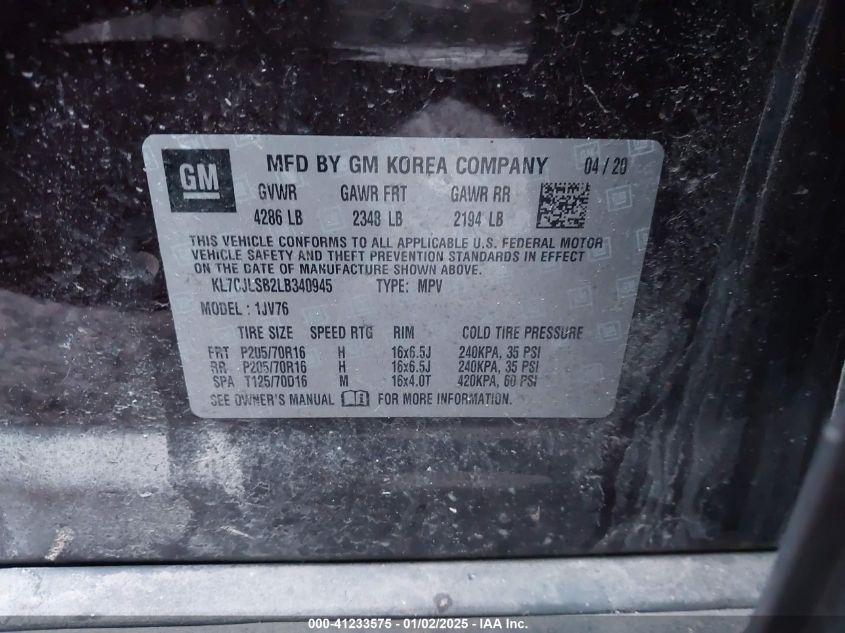 GM
MFD BY GM KOREA COMPANY 04/20
GVWR GAWR FRT GAWR RR
4286 LB 2348 LB 2194 LB
THIS VEHICLE CONFORMS TO ALL APPLICABLE U.S. FEDERAL MOTOR
VEHICLE SAFETY AND THEFT PREVENTION STANDARDS IN EFFECT
ON THE DATE OF MANUFACTURE SHOWN ABOVE.
KL7CJLSB2LB340945 TYPE: MPV
MODEL : 1JV76
TIRE SIZE SPEED RTG RIM COLD TIRE PRESSURE
FRT P205/70R16 H 16x6.5J 240KPA, 35 PSI
RR P205/70R16 H 16x6.5J 240KPA, 35 PSI
SPA T125/70D16 M 16x4.0T 420KPA, 60 PSI
SEE OWNER'S MANUAL FOR MORE INFORMATION.
000-41233575 — 01/02/2025 — IAA Inc.